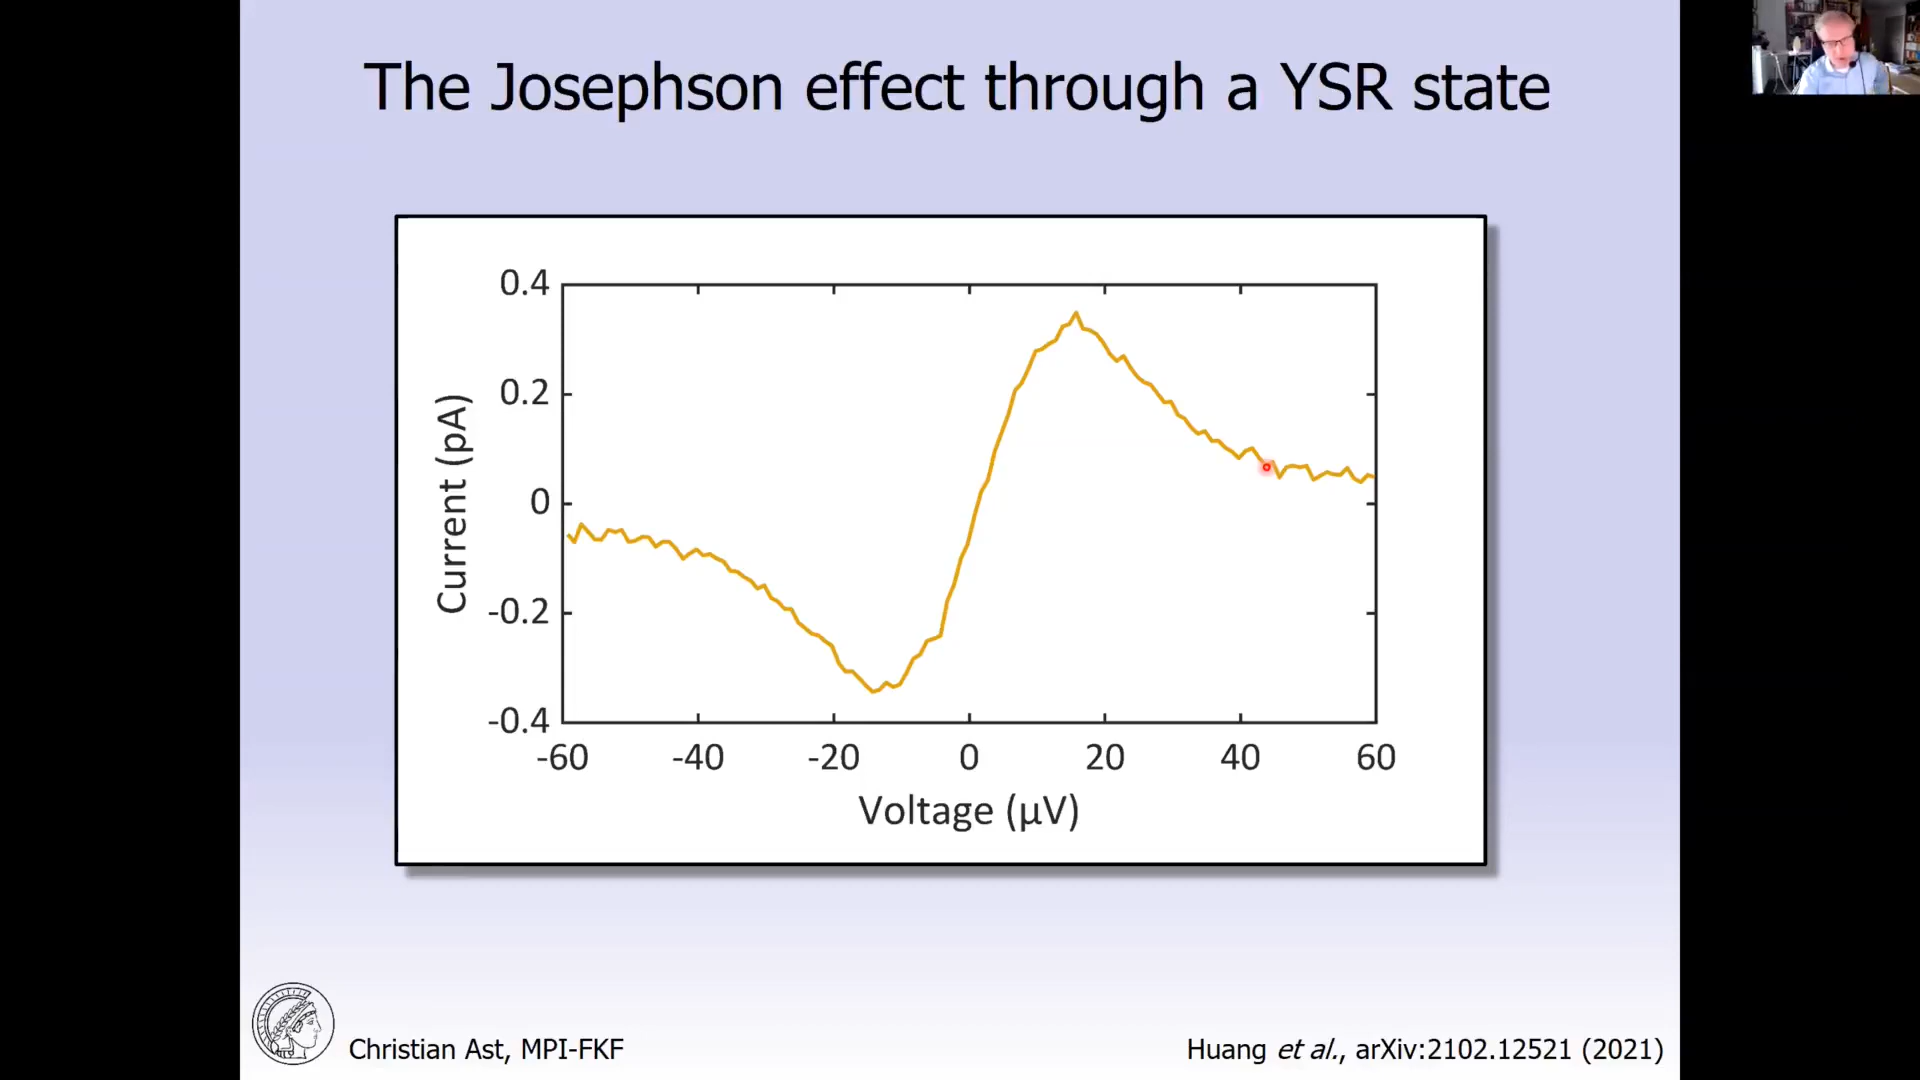 The Josephson effect through a YSR state
0.4
0.2
0
-0.2
-0.4
Current (pA)
-60 -40 -20 0 20 40 60
Voltage (µV)
Christian Ast, MPI-FKF
Huang et al., arXiv:2102.12521 (2021)